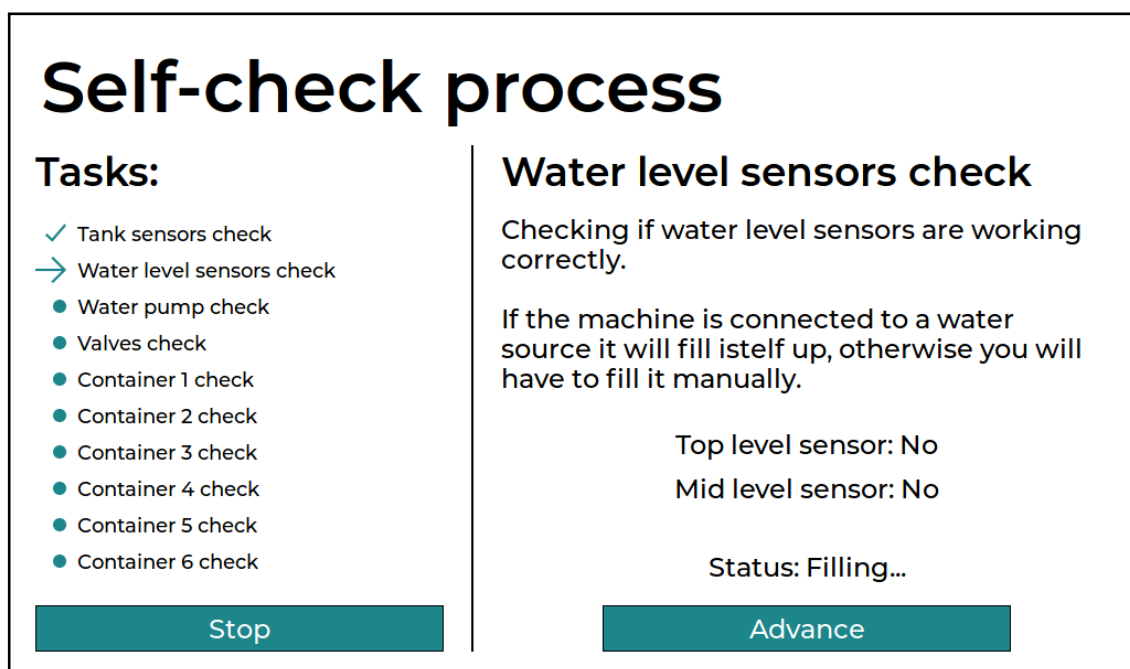 Self-check process
Tasks:
Tank sensors check
Water level sensors check
Water pump check
Valves check
Container 1 check
Container 2 check
Container 3 check
Container 4 check
Container 5 check
Container 6 check
Stop
Water level sensors check
Checking if water level sensors are working
correctly.
If the machine is connected to a water
source it will fill istelf up, otherwise you will
have to fill it manually.
Top level sensor: No
Mid level sensor: No
Status: Filling...
Advance